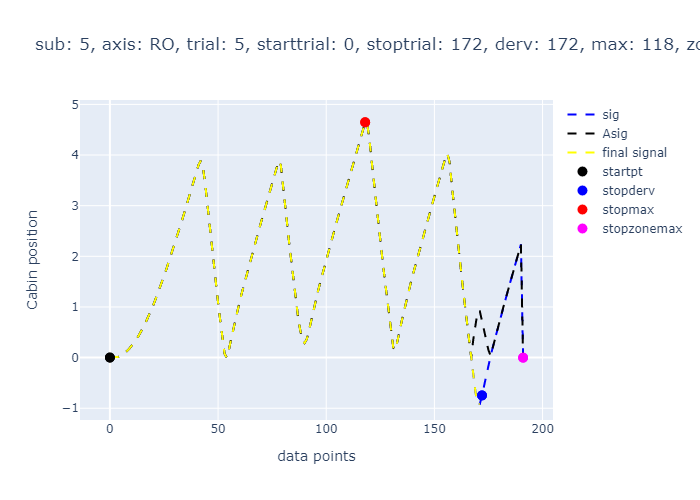 sub: 5, axis: RO, trial: 5, starttrial: 0, stoptrial: 172, derv: 172, max: 118, zo
5
4
3
2
1
0
−1
Cabin position
0 50 100 150 200
data points
sig
Asig
final signal
startpt
stopderv
stopmax
stopzonemax